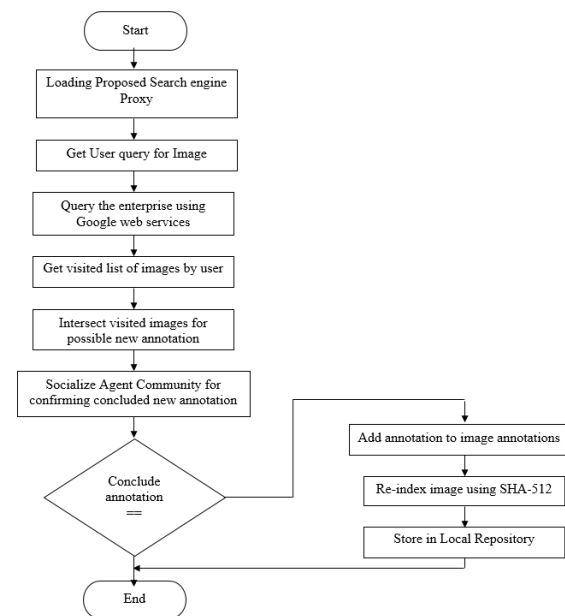 Start
Loading Proposed Search engine
Proxy
Get User query for Image
Query the enterprise using
Google web services
Get visited list of images by user
Intersect visited images for
possible new annotation
Socialize Agent Community for
confirming concluded new annotation
Conclude
annotation
==
Add annotation to image annotations
Re-index image using SHA-512
Store in Local Repository
End